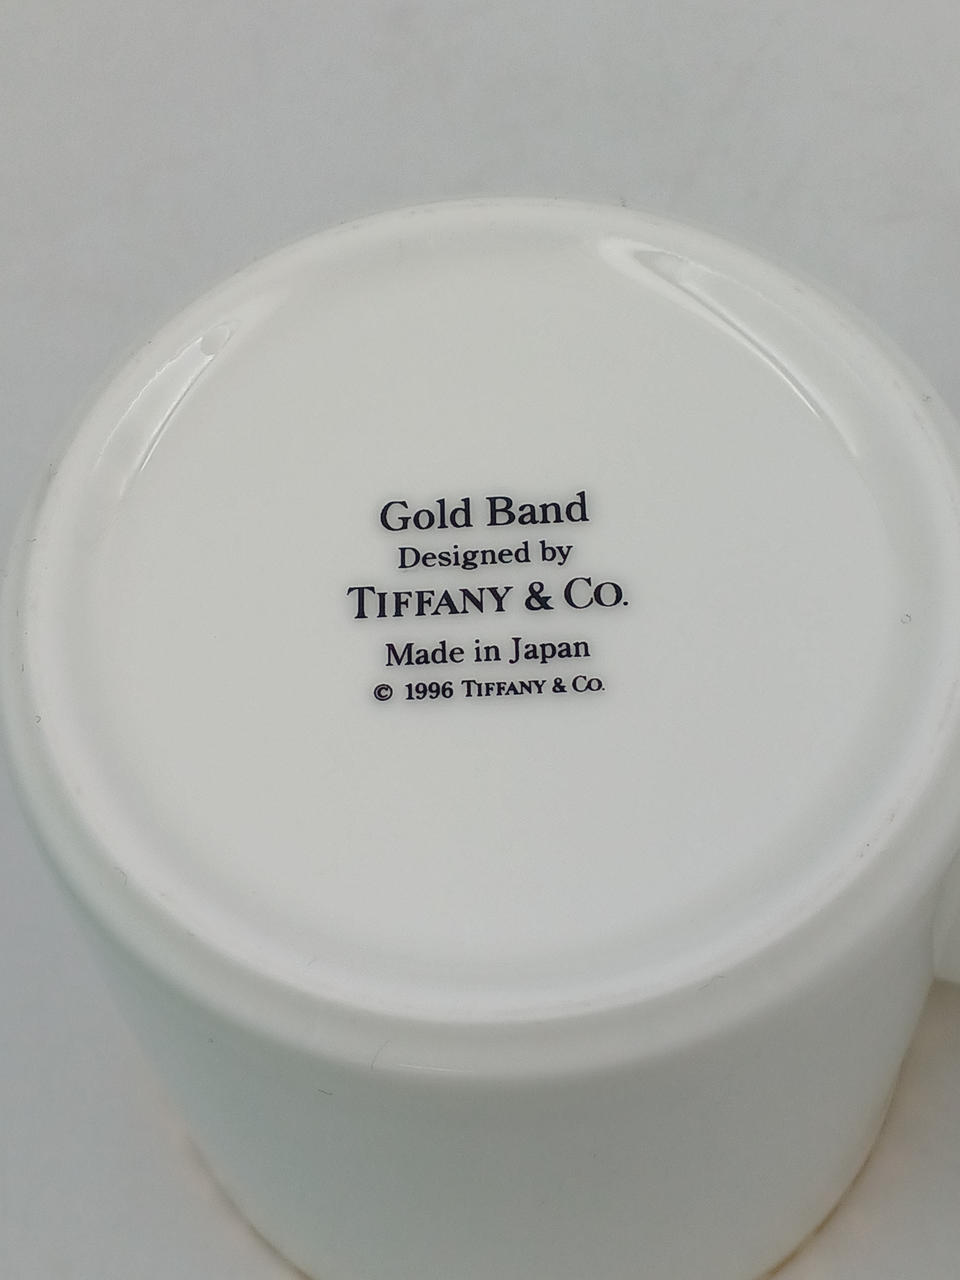 Gold Band
Designed by
TIFFANY & CO.
Made in Japan
© 1996 TIFFANY & CO.